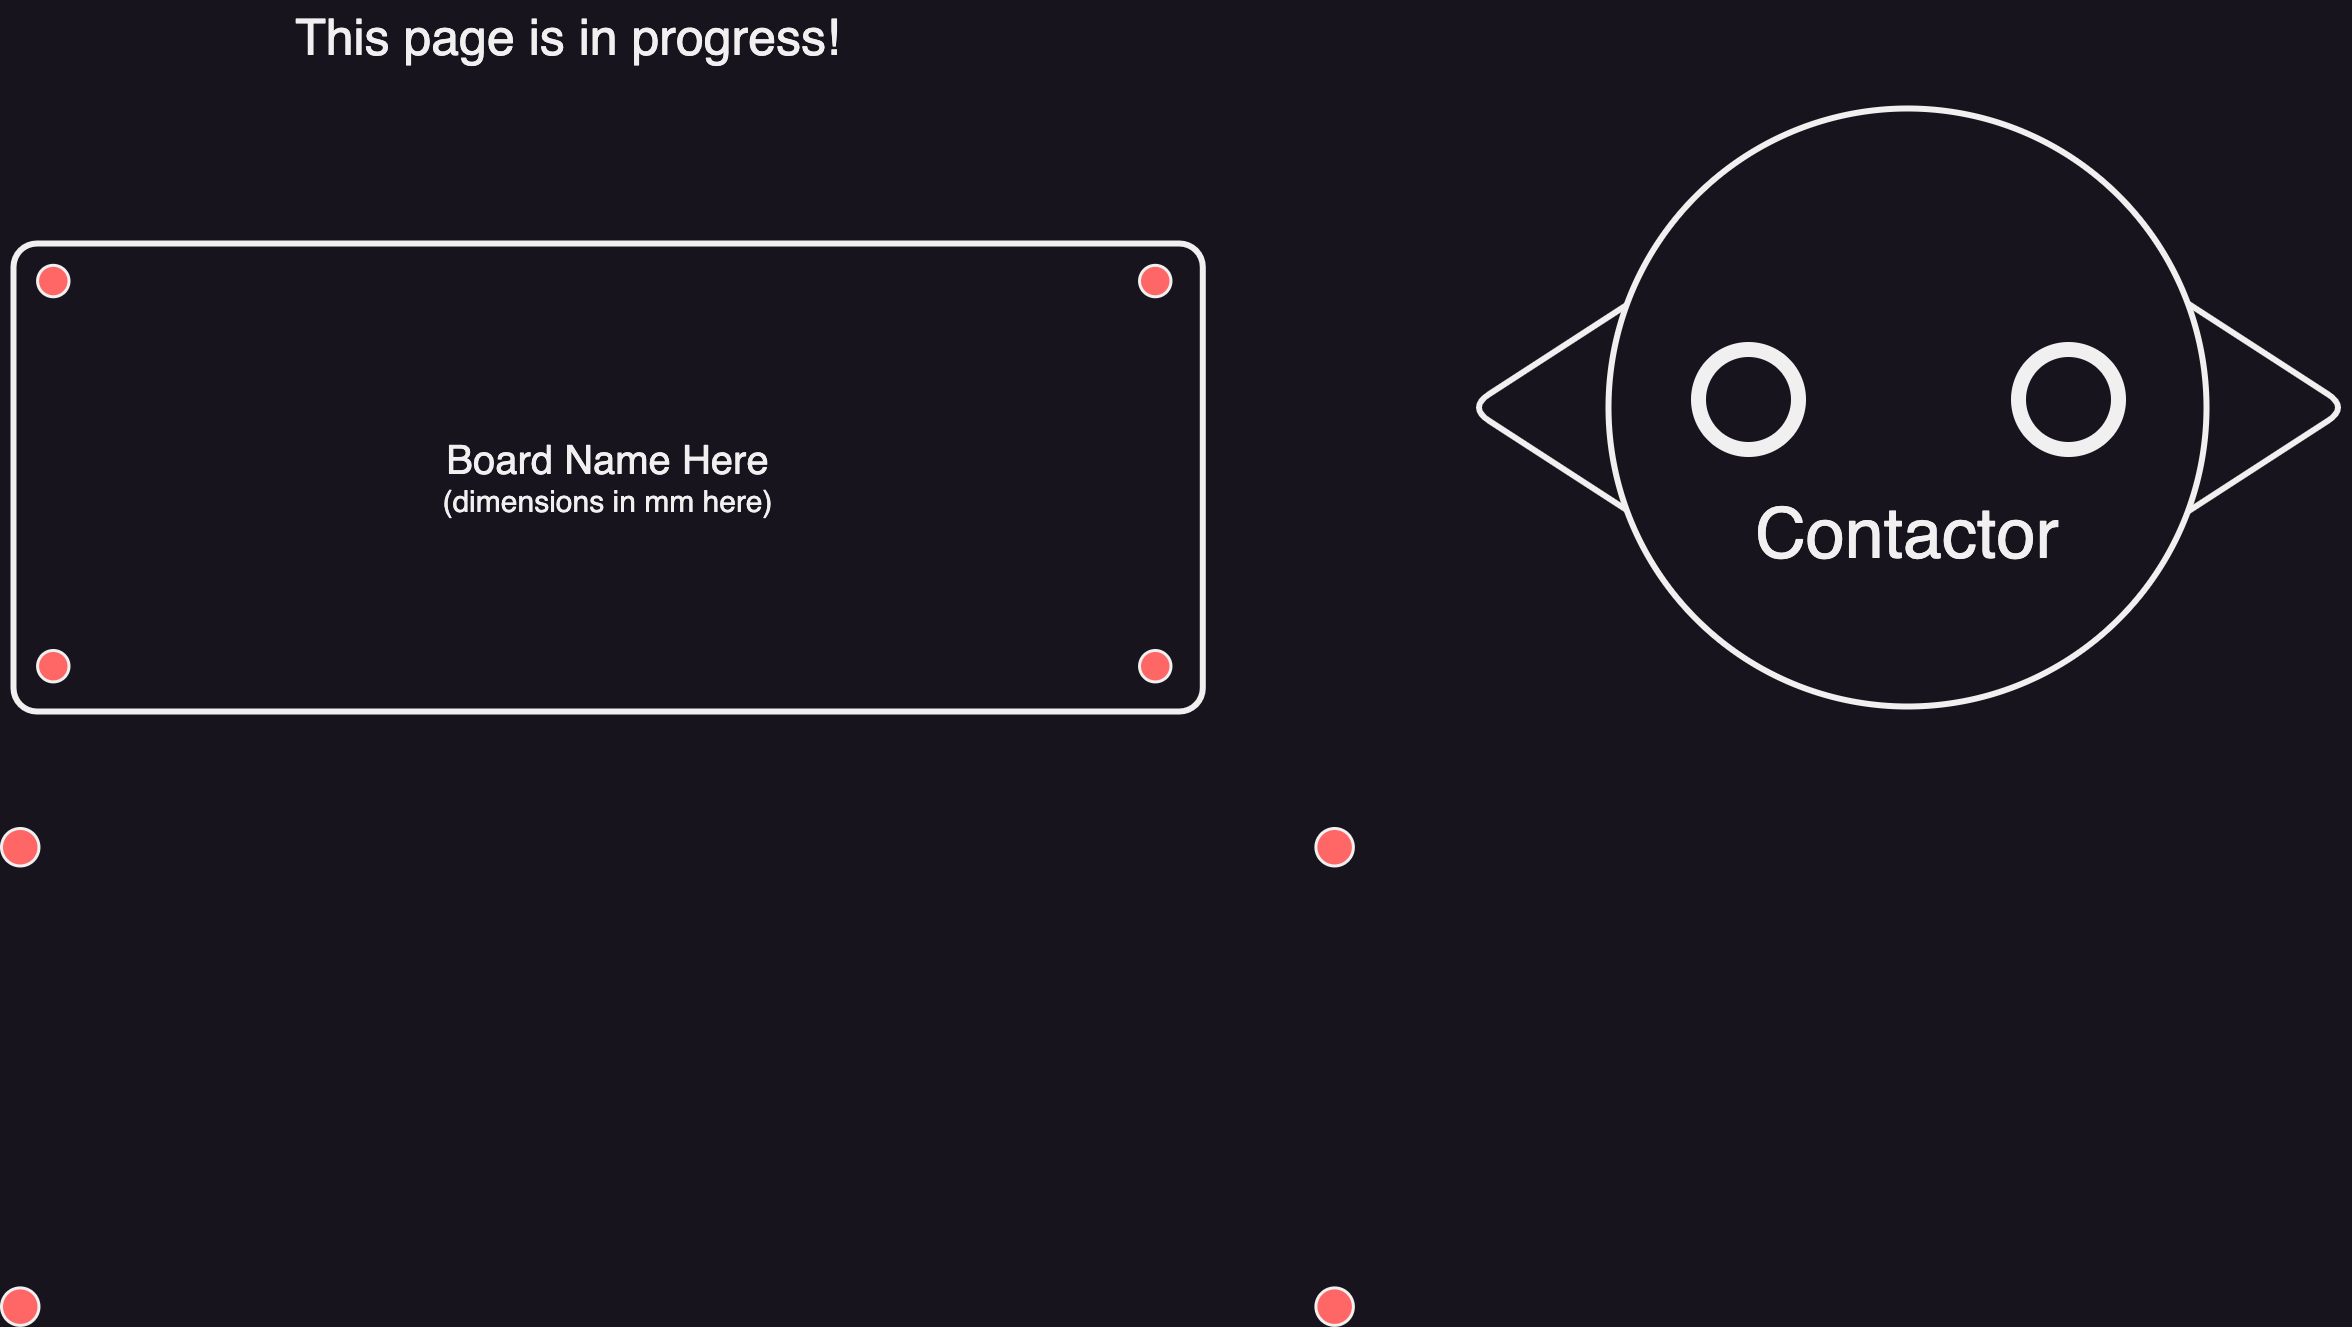 This page is in progress!
Board Name Here
(dimensions in mm here)
Contactor